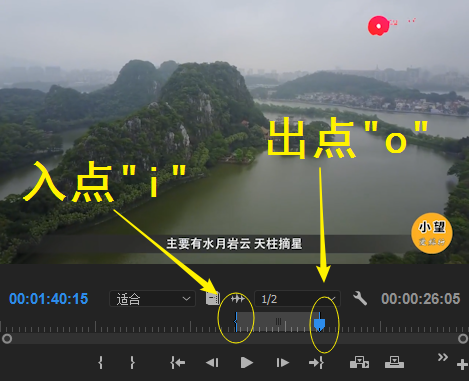 出点"o"
入点"i"
小望
主要有水月岩云 天柱摘星
00:01:40:15
适合
1/2
00:00:26:05